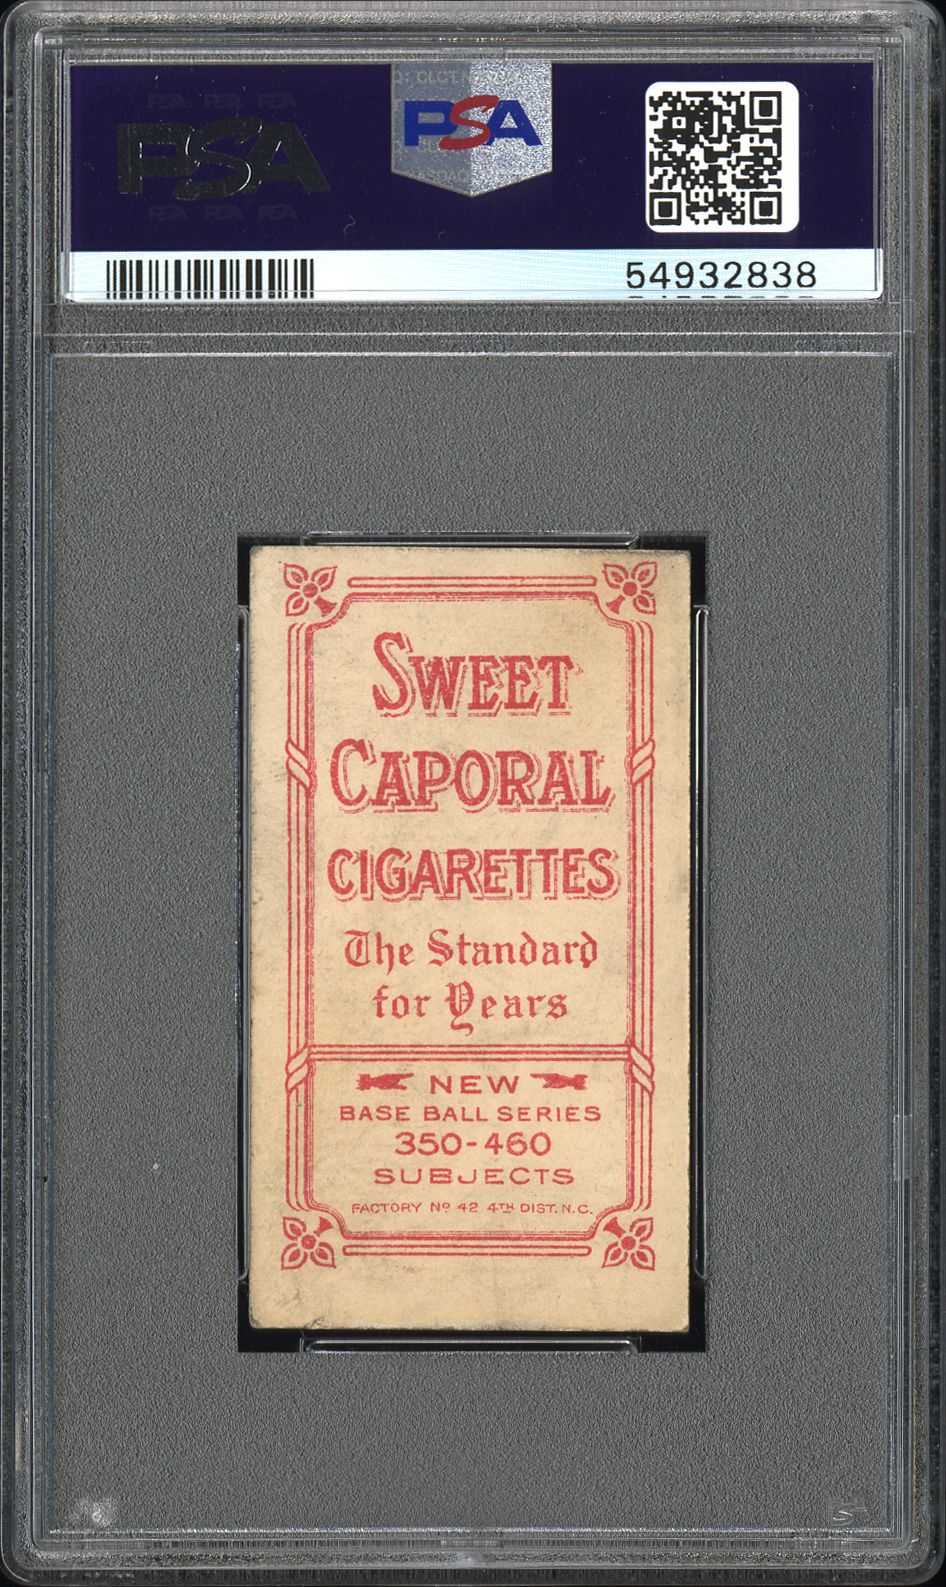 PSA
PSA
54932838
SWEET
CAPORAL
CIGARETTES
The Standard
for Years
NEW
BASE BALL SERIES
350-460
SUBJECTS
FACTORY Nº 42 4TH DIST. N.C.